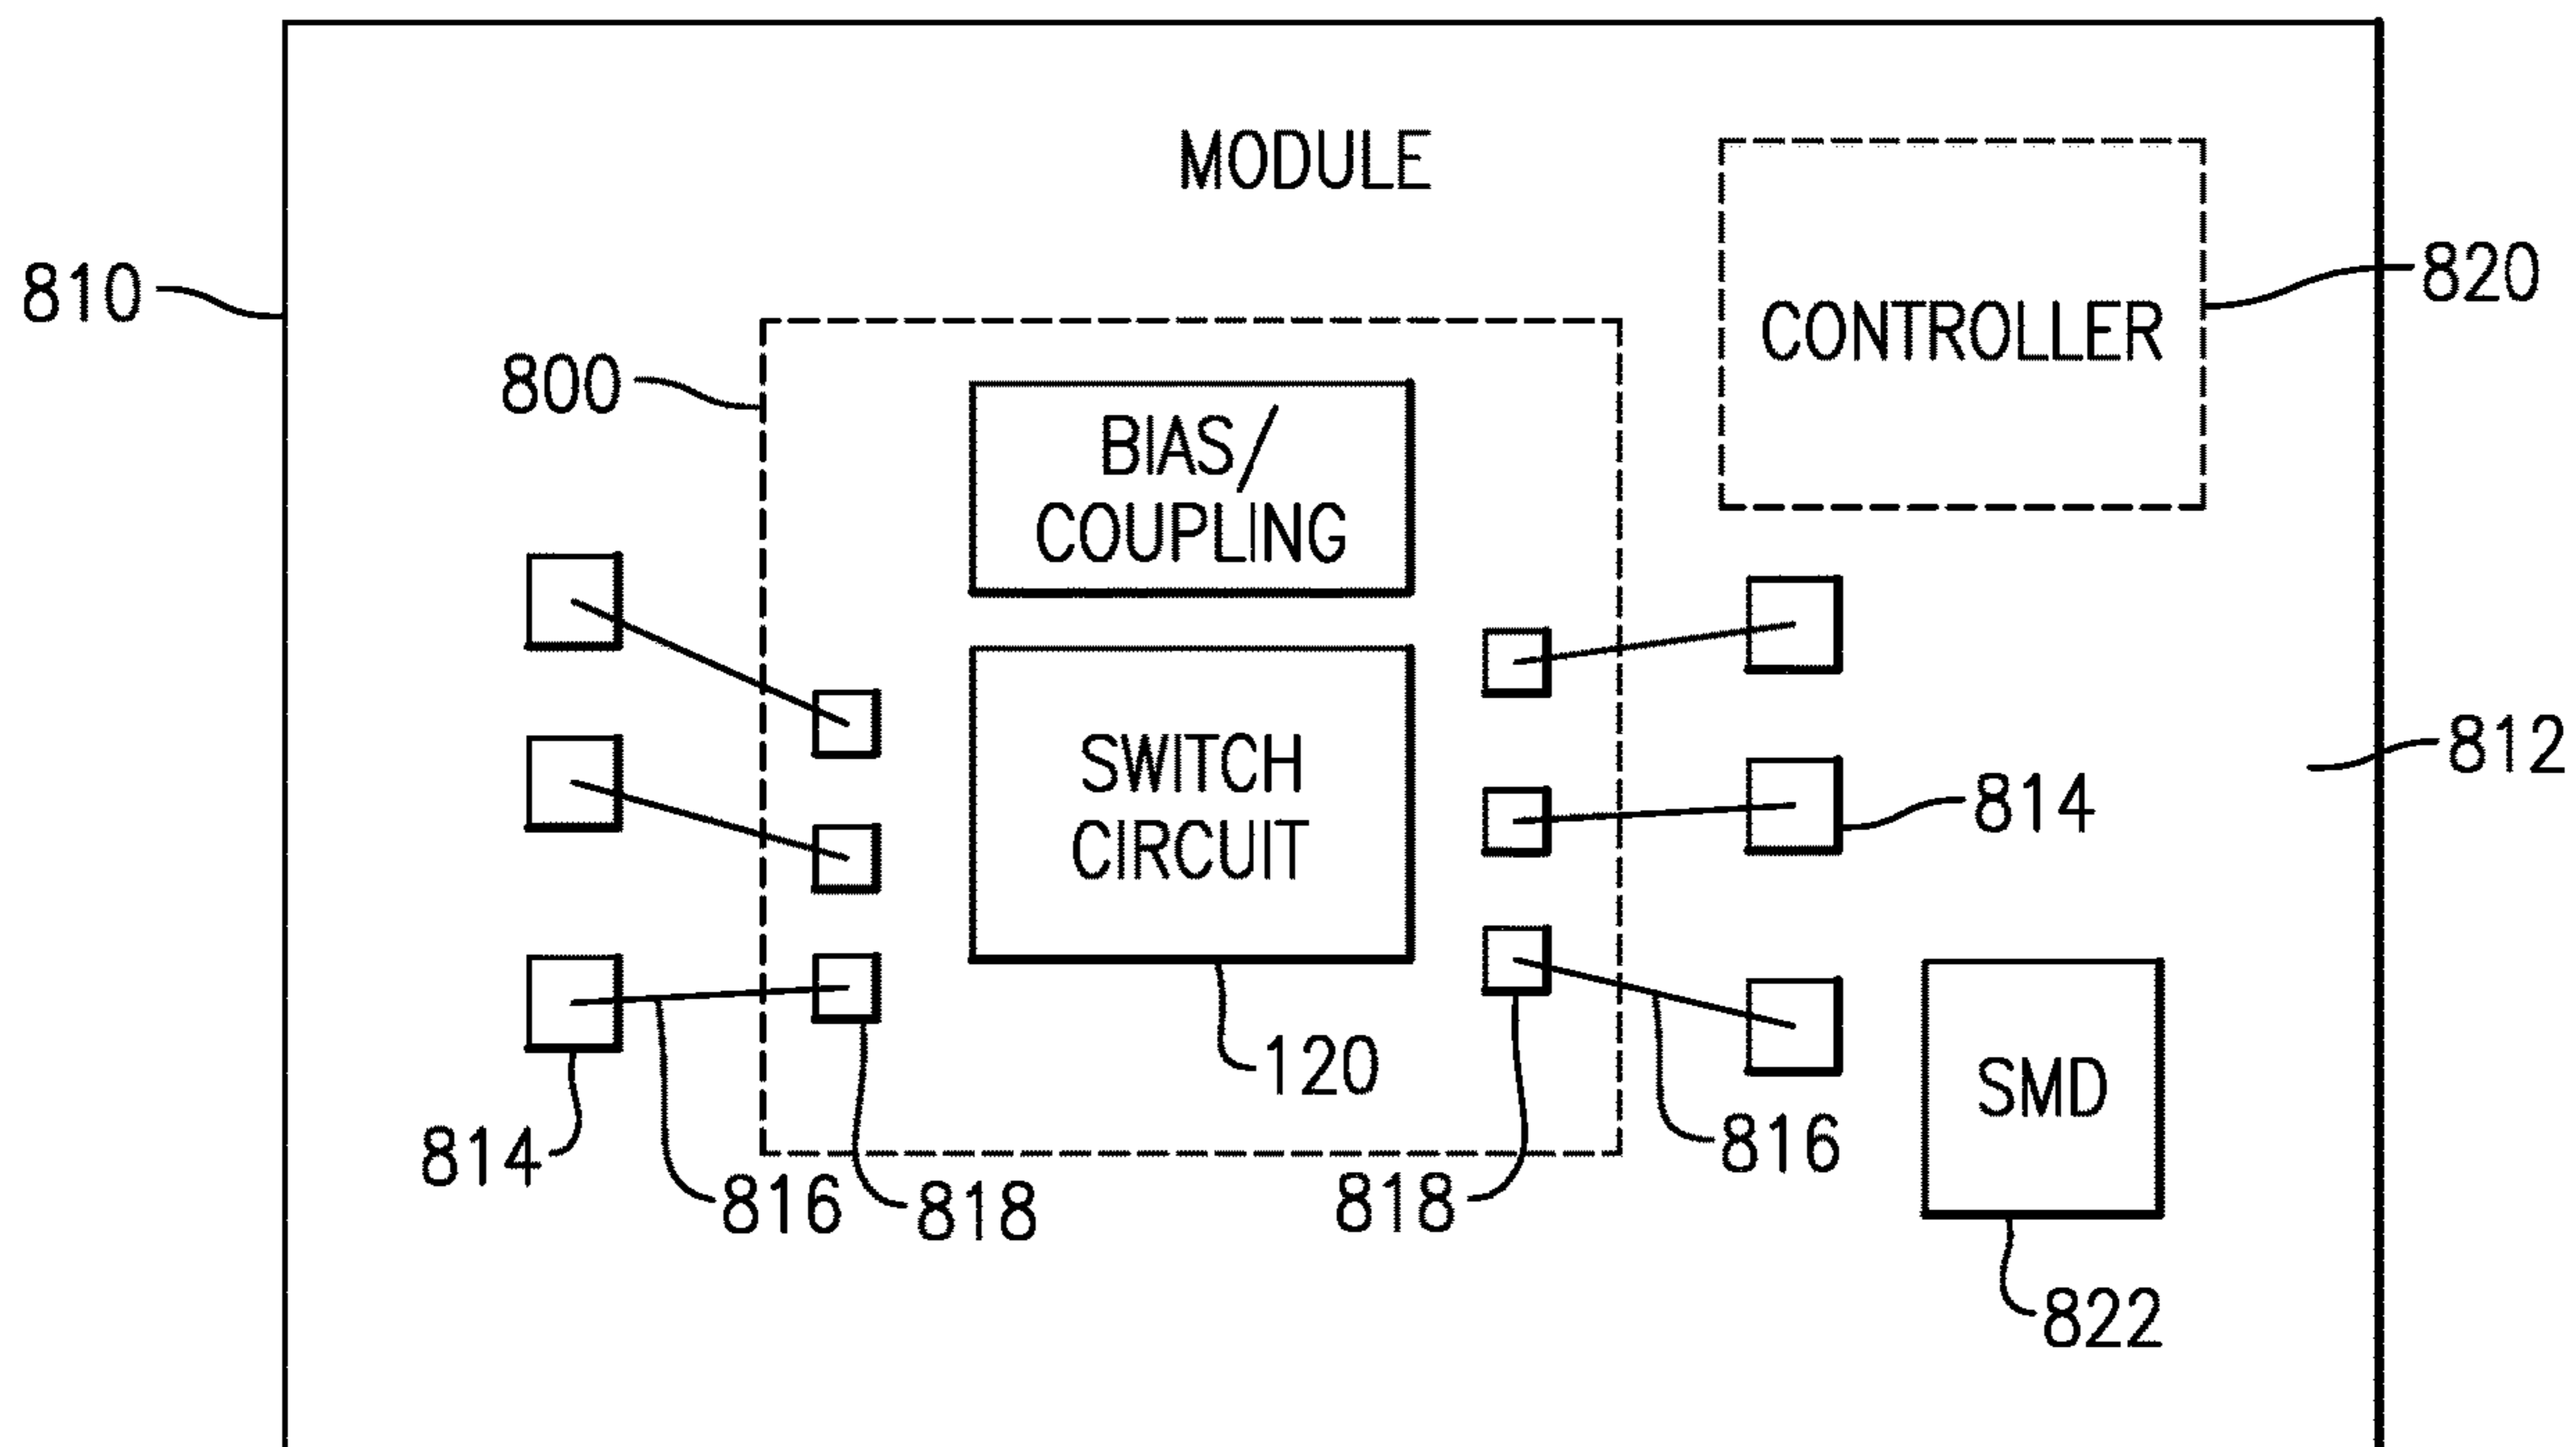 MODULE
810
820
CONTROLLER
800
BIAS/
COUPLING
812
SWITCH
CIRCUIT
814
120
SMD
814
816
818
818
816
822